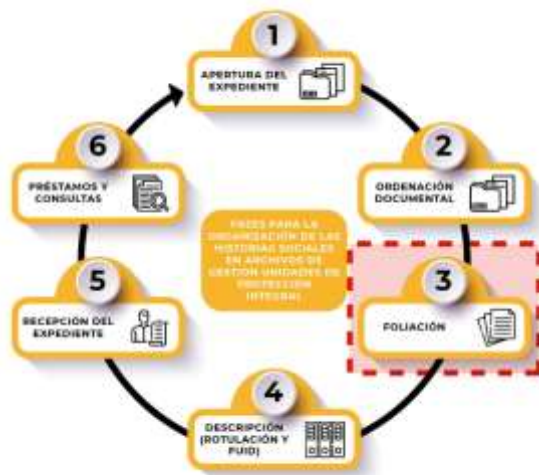 1
APERTURA DEL
EXPEDIENTE
2
ORDENACIÓN
DOCUMENTAL
3
FOLIACIÓN
4
DESCRIPCIÓN
(ROTULACIÓN Y
FUID)
5
RECEPCIÓN DEL
EXPEDIENTE
6
PRÉSTAMOS Y
CONSULTAS
FASES PARA LA
ORGANIZACIÓN DE LAS
HISTORIAS SOCIALES
EN ARCHIVOS DE
GESTIÓN UNIDADES DE
PROTECCIÓN
INTEGRAL